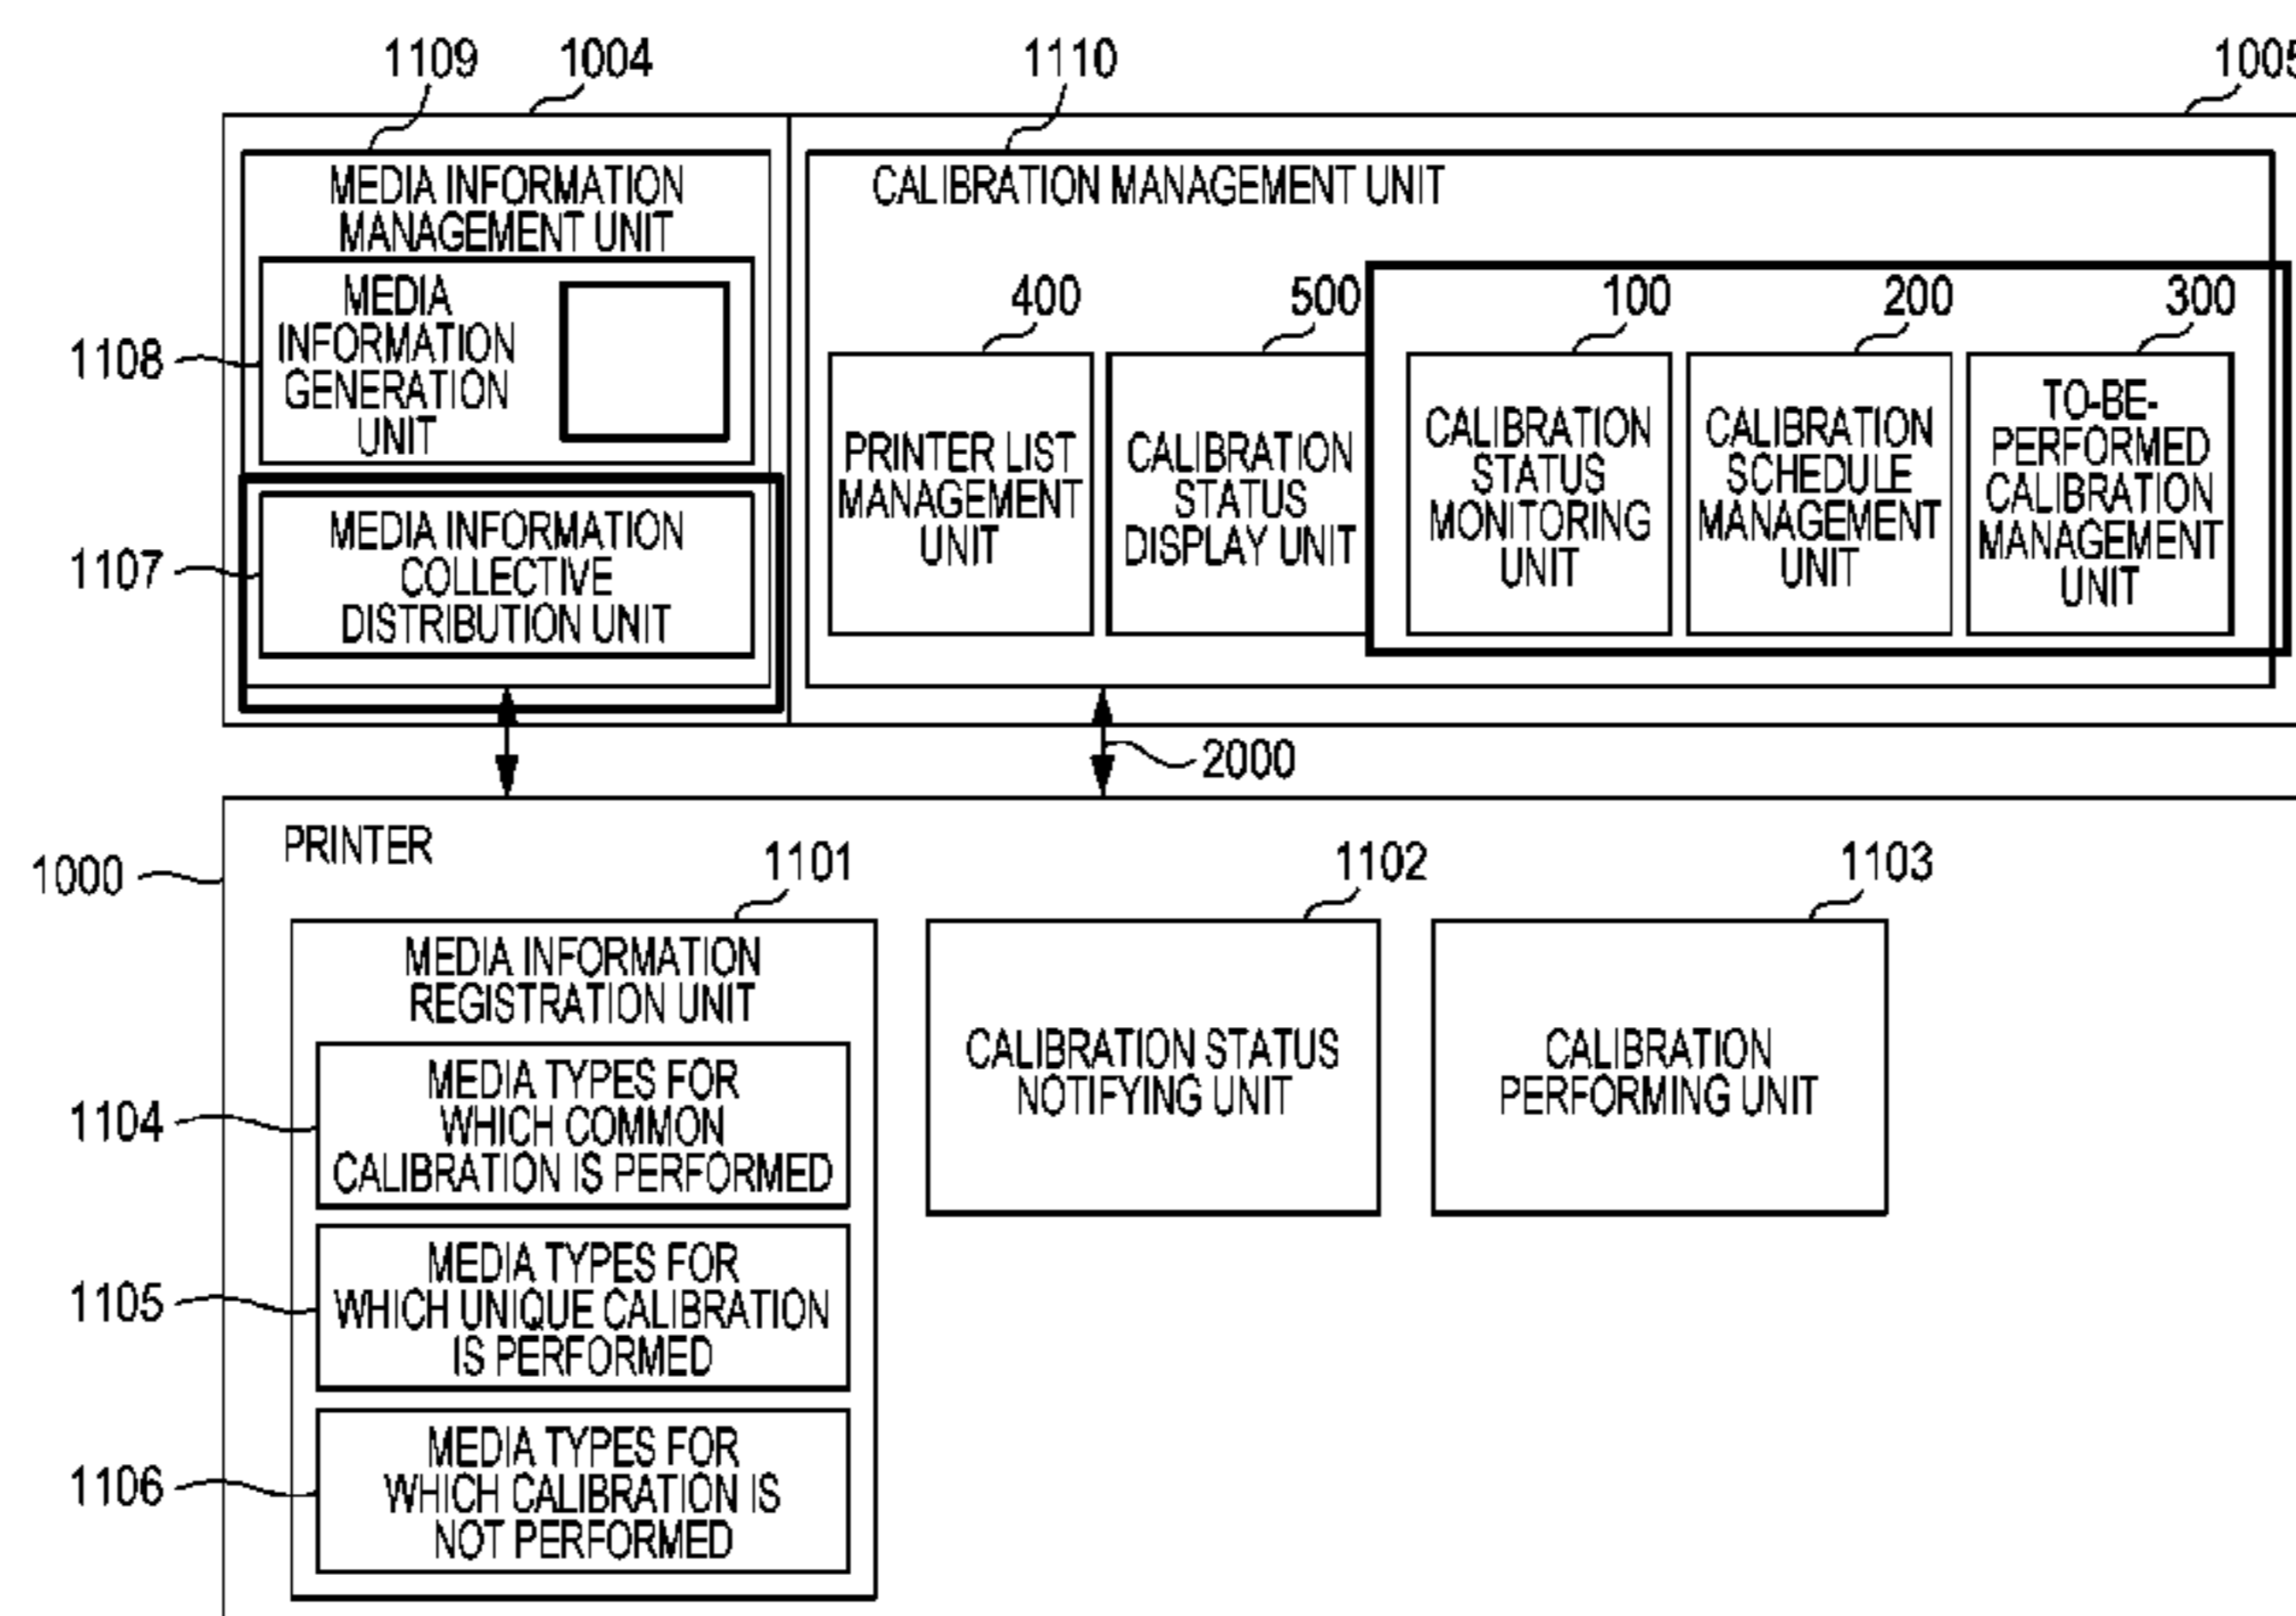 1109
1004
1110
1005
MEDIA INFORMATION
MANAGEMENT UNIT
CALIBRATION MANAGEMENT UNIT
1108
MEDIA
INFORMATION
GENERATION
UNIT
400
500
100
200
300
PRINTER LIST
MANAGEMENT
UNIT
CALIBRATION
STATUS
DISPLAY UNIT
CALIBRATION
STATUS
MONITORING
UNIT
CALIBRATION
SCHEDULE
MANAGEMENT
UNIT
TO-BE-
PERFORMED
CALIBRATION
MANAGEMENT
UNIT
1107
MEDIA INFORMATION
COLLECTIVE
DISTRIBUTION UNIT
2000
1000
PRINTER
1101
1102
1103
MEDIA INFORMATION
REGISTRATION UNIT
CALIBRATION STATUS
NOTIFYING UNIT
CALIBRATION
PERFORMING UNIT
1104
MEDIA TYPES FOR
WHICH COMMON
CALIBRATION IS PERFORMED
1105
MEDIA TYPES FOR
WHICH UNIQUE CALIBRATION
IS PERFORMED
1106
MEDIA TYPES FOR
WHICH CALIBRATION IS
NOT PERFORMED